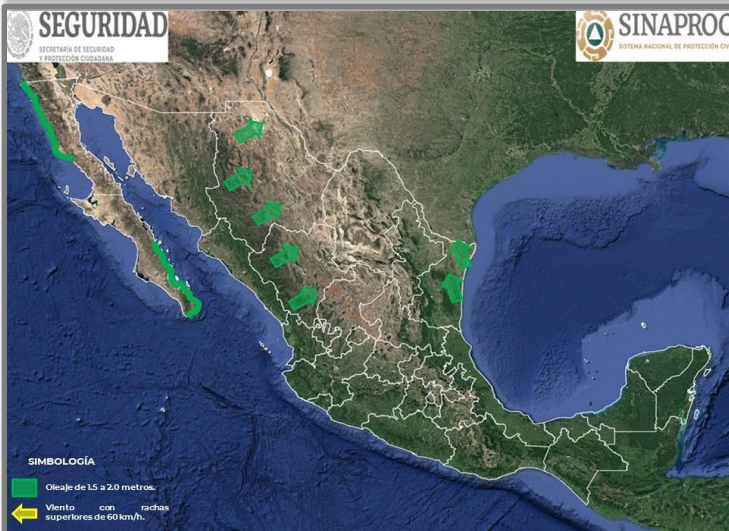 SEGURIDAD
SECRETARÍA DE SEGURIDAD
Y PROTECCIÓN CIUDADANA
SINAPROC
SISTEMA NACIONAL DE PROTECCIÓN CIV
SIMBOLOGÍA
Oleaje de 1.5 a 2.0 metros.
Viento con rachas
superiores de 60 km/h.